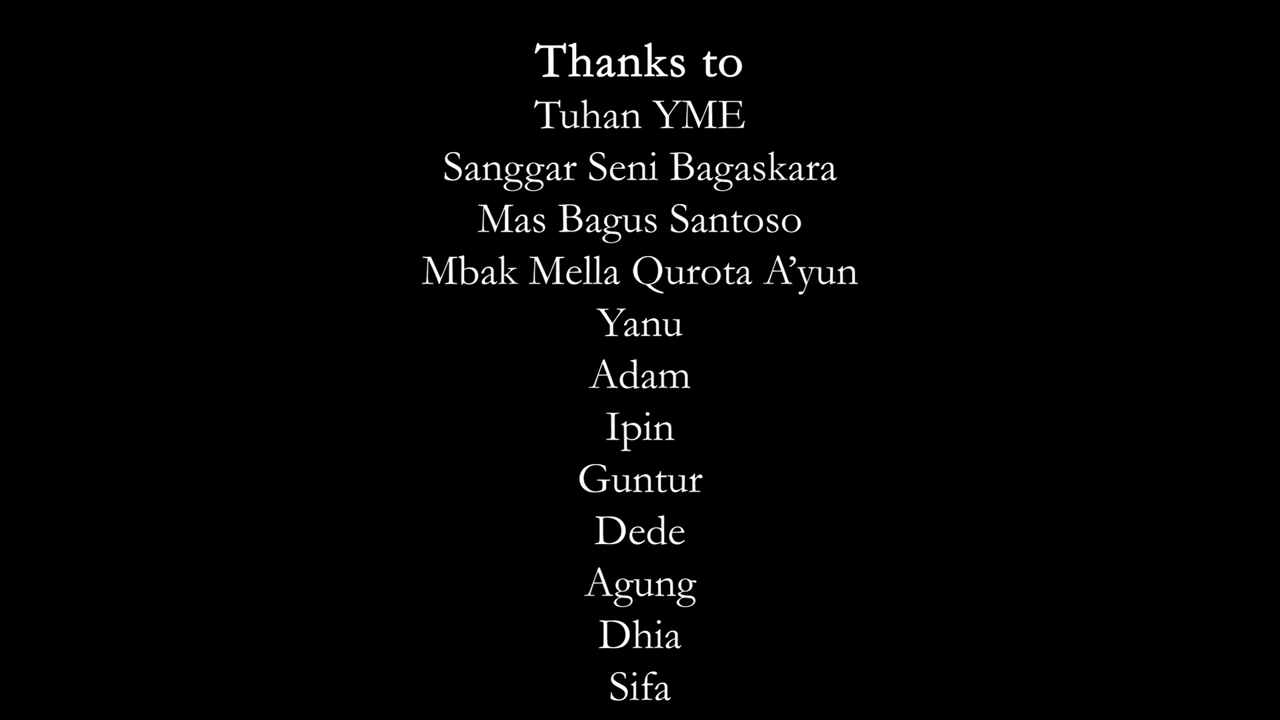 Thanks to
Tuhan YME
Sanggar Seni Bagaskara
Mas Bagus Santoso
Mbak Mella Qurota A’yun
Yanu
Adam
Ipin
Guntur
Dede
Agung
Dhia
Sifa